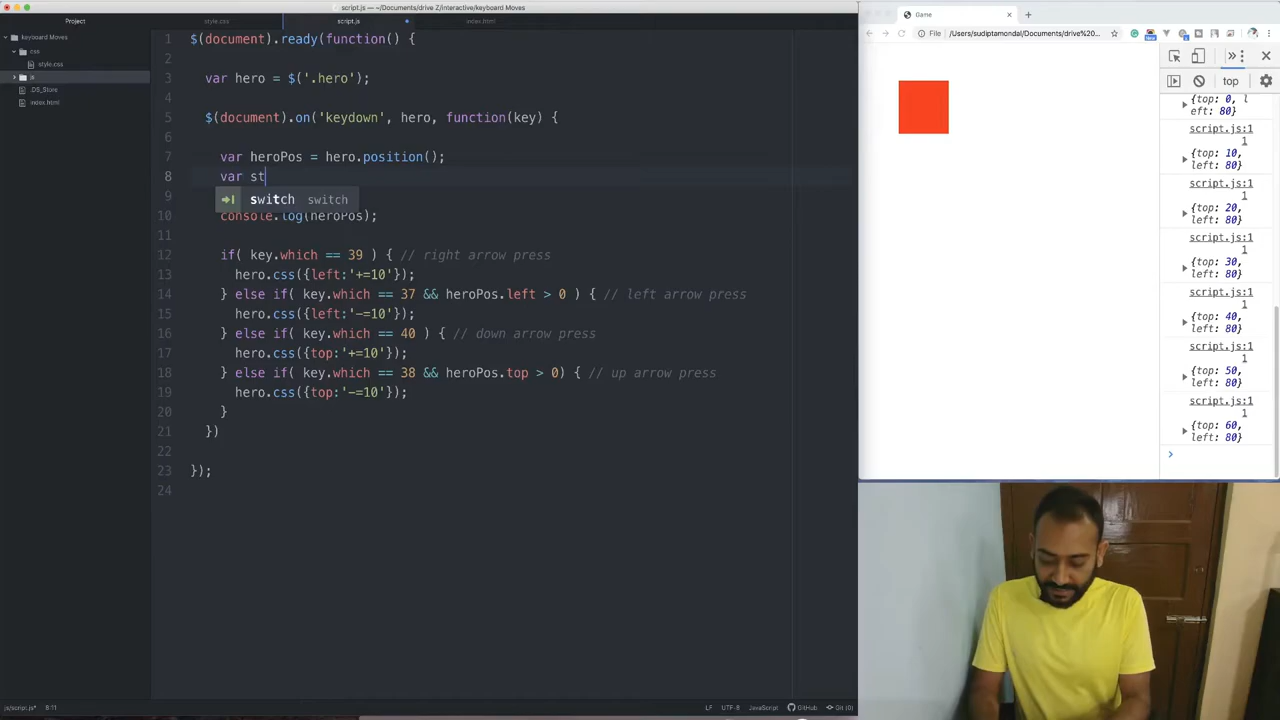 script.js — ~/Documents/drive Z/interactive/keyboard Moves
Project
style.css
script.js
index.html
keyboard Moves
css
style.css
js
.DS_Store
index.html
1 $(document).ready(function() {
2
3 var hero = $('.hero');
4
5 $(document).on('keydown', hero, function(key) {
6
7 var heroPos = hero.position();
8 var st
switch switch
9
10 console.log(heroPos);
11
12 if( key.which == 39 ) { // right arrow press
13 hero.css({left:'+=10'});
14 } else if( key.which == 37 && heroPos.left > 0 ) { // left arrow press
15 hero.css({left:'-=10'});
16 } else if( key.which == 40 ) { // down arrow press
17 hero.css({top:'+=10'});
18 } else if( key.which == 38 && heroPos.top > 0) { // up arrow press
19 hero.css({top:'-=10'});
20 }
21 })
22
23 });
24
js/script.js* 8:11
LF UTF-8 JavaScript GitHub Git (0)
Game
File /Users/sudiptamondal/Documents/drive%20...
top
{top: 0, l
eft: 80}
script.js:1
1
{top: 10,
left: 80}
script.js:1
1
{top: 20,
left: 80}
script.js:1
1
{top: 30,
left: 80}
script.js:1
1
{top: 40,
left: 80}
script.js:1
1
{top: 50,
left: 80}
script.js:1
1
{top: 60,
left: 80}